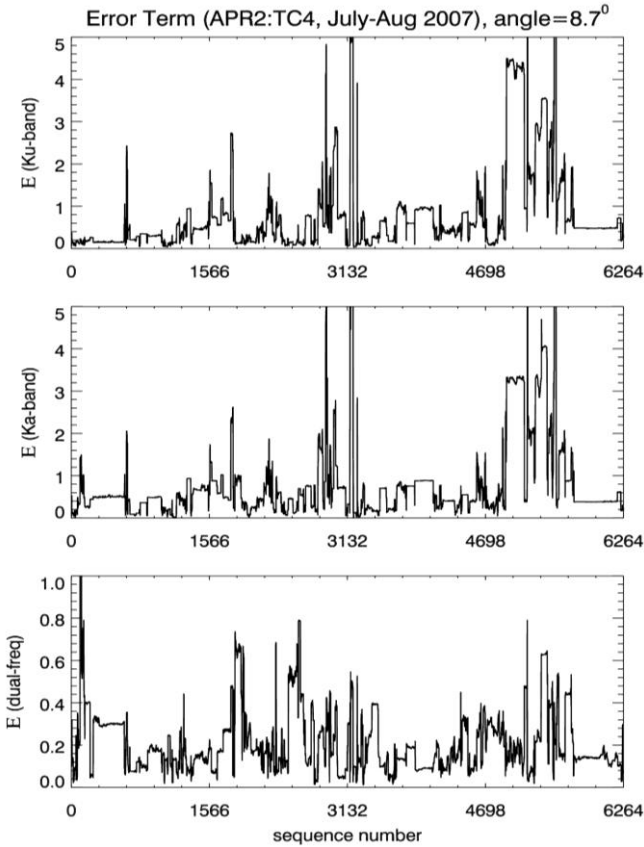 Error Term (APR2:TC4, July-Aug 2007), angle=8.7⁰
5
4
3
2
1
0
E (Ku-band)
0 1566 3132 4698 6264
5
4
3
2
1
0
E (Ka-band)
0 1566 3132 4698 6264
1.0
0.8
0.6
0.4
0.2
0.0
E (dual-freq)
0 1566 3132 4698 6264
sequence number